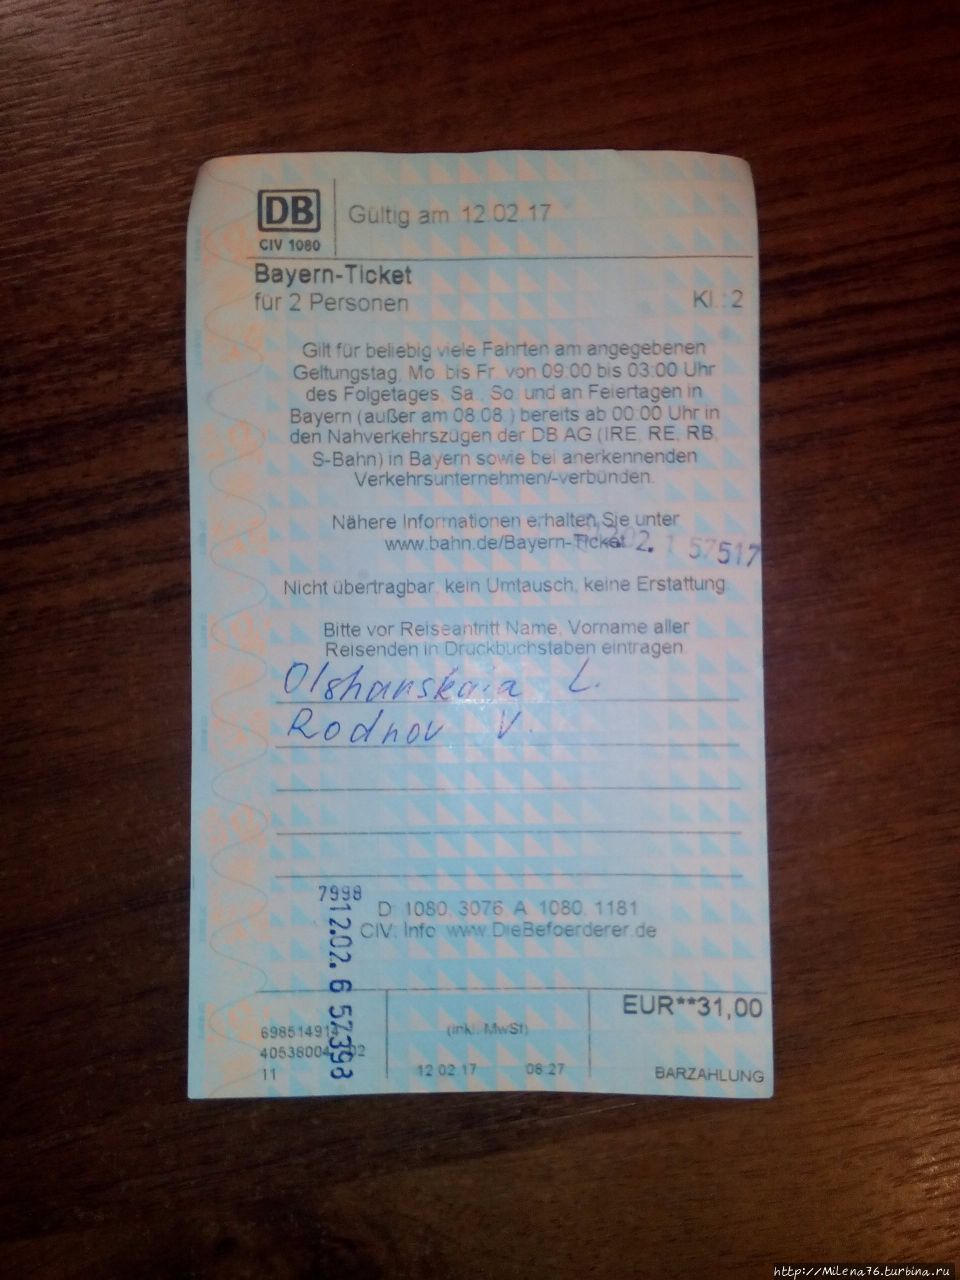 DB
CIV 1080
Gültig am 12.02.17
Bayern-Ticket
für 2 Personen
Kl.: 2
Gilt für beliebig viele Fahrten am angegebenen
Geltungstag, Mo. bis Fr. von 09:00 bis 03:00 Uhr
des Folgetages, Sa., So. und an Feiertagen in
Bayern (außer am 08.08.) bereits ab 00:00 Uhr in
den Nahverkehrszügen der DB AG (IRE, RE, RB,
S-Bahn) in Bayern sowie bei anerkennenden
Verkehrsunternehmen/-verbünden.
Nähere Informationen erhalten Sie unter
www.bahn.de/Bayern-Ticket
57517
Nicht übertragbar, kein Umtausch, keine Erstattung.
Bitte vor Reiseantritt Name, Vorname aller
Reisenden in Druckbuchstaben eintragen
Olshanskaia L.
Rodnov V.
7998
12.02. 6 57398
D 1080 3076 A 1080 1181
CIV, Info www.DieBefoerderer.de
EUR**31,00
(inkl. MwSt)
12.02.17 08:27
11
BARZAHLUNG
http://Milena76.turbina.ru